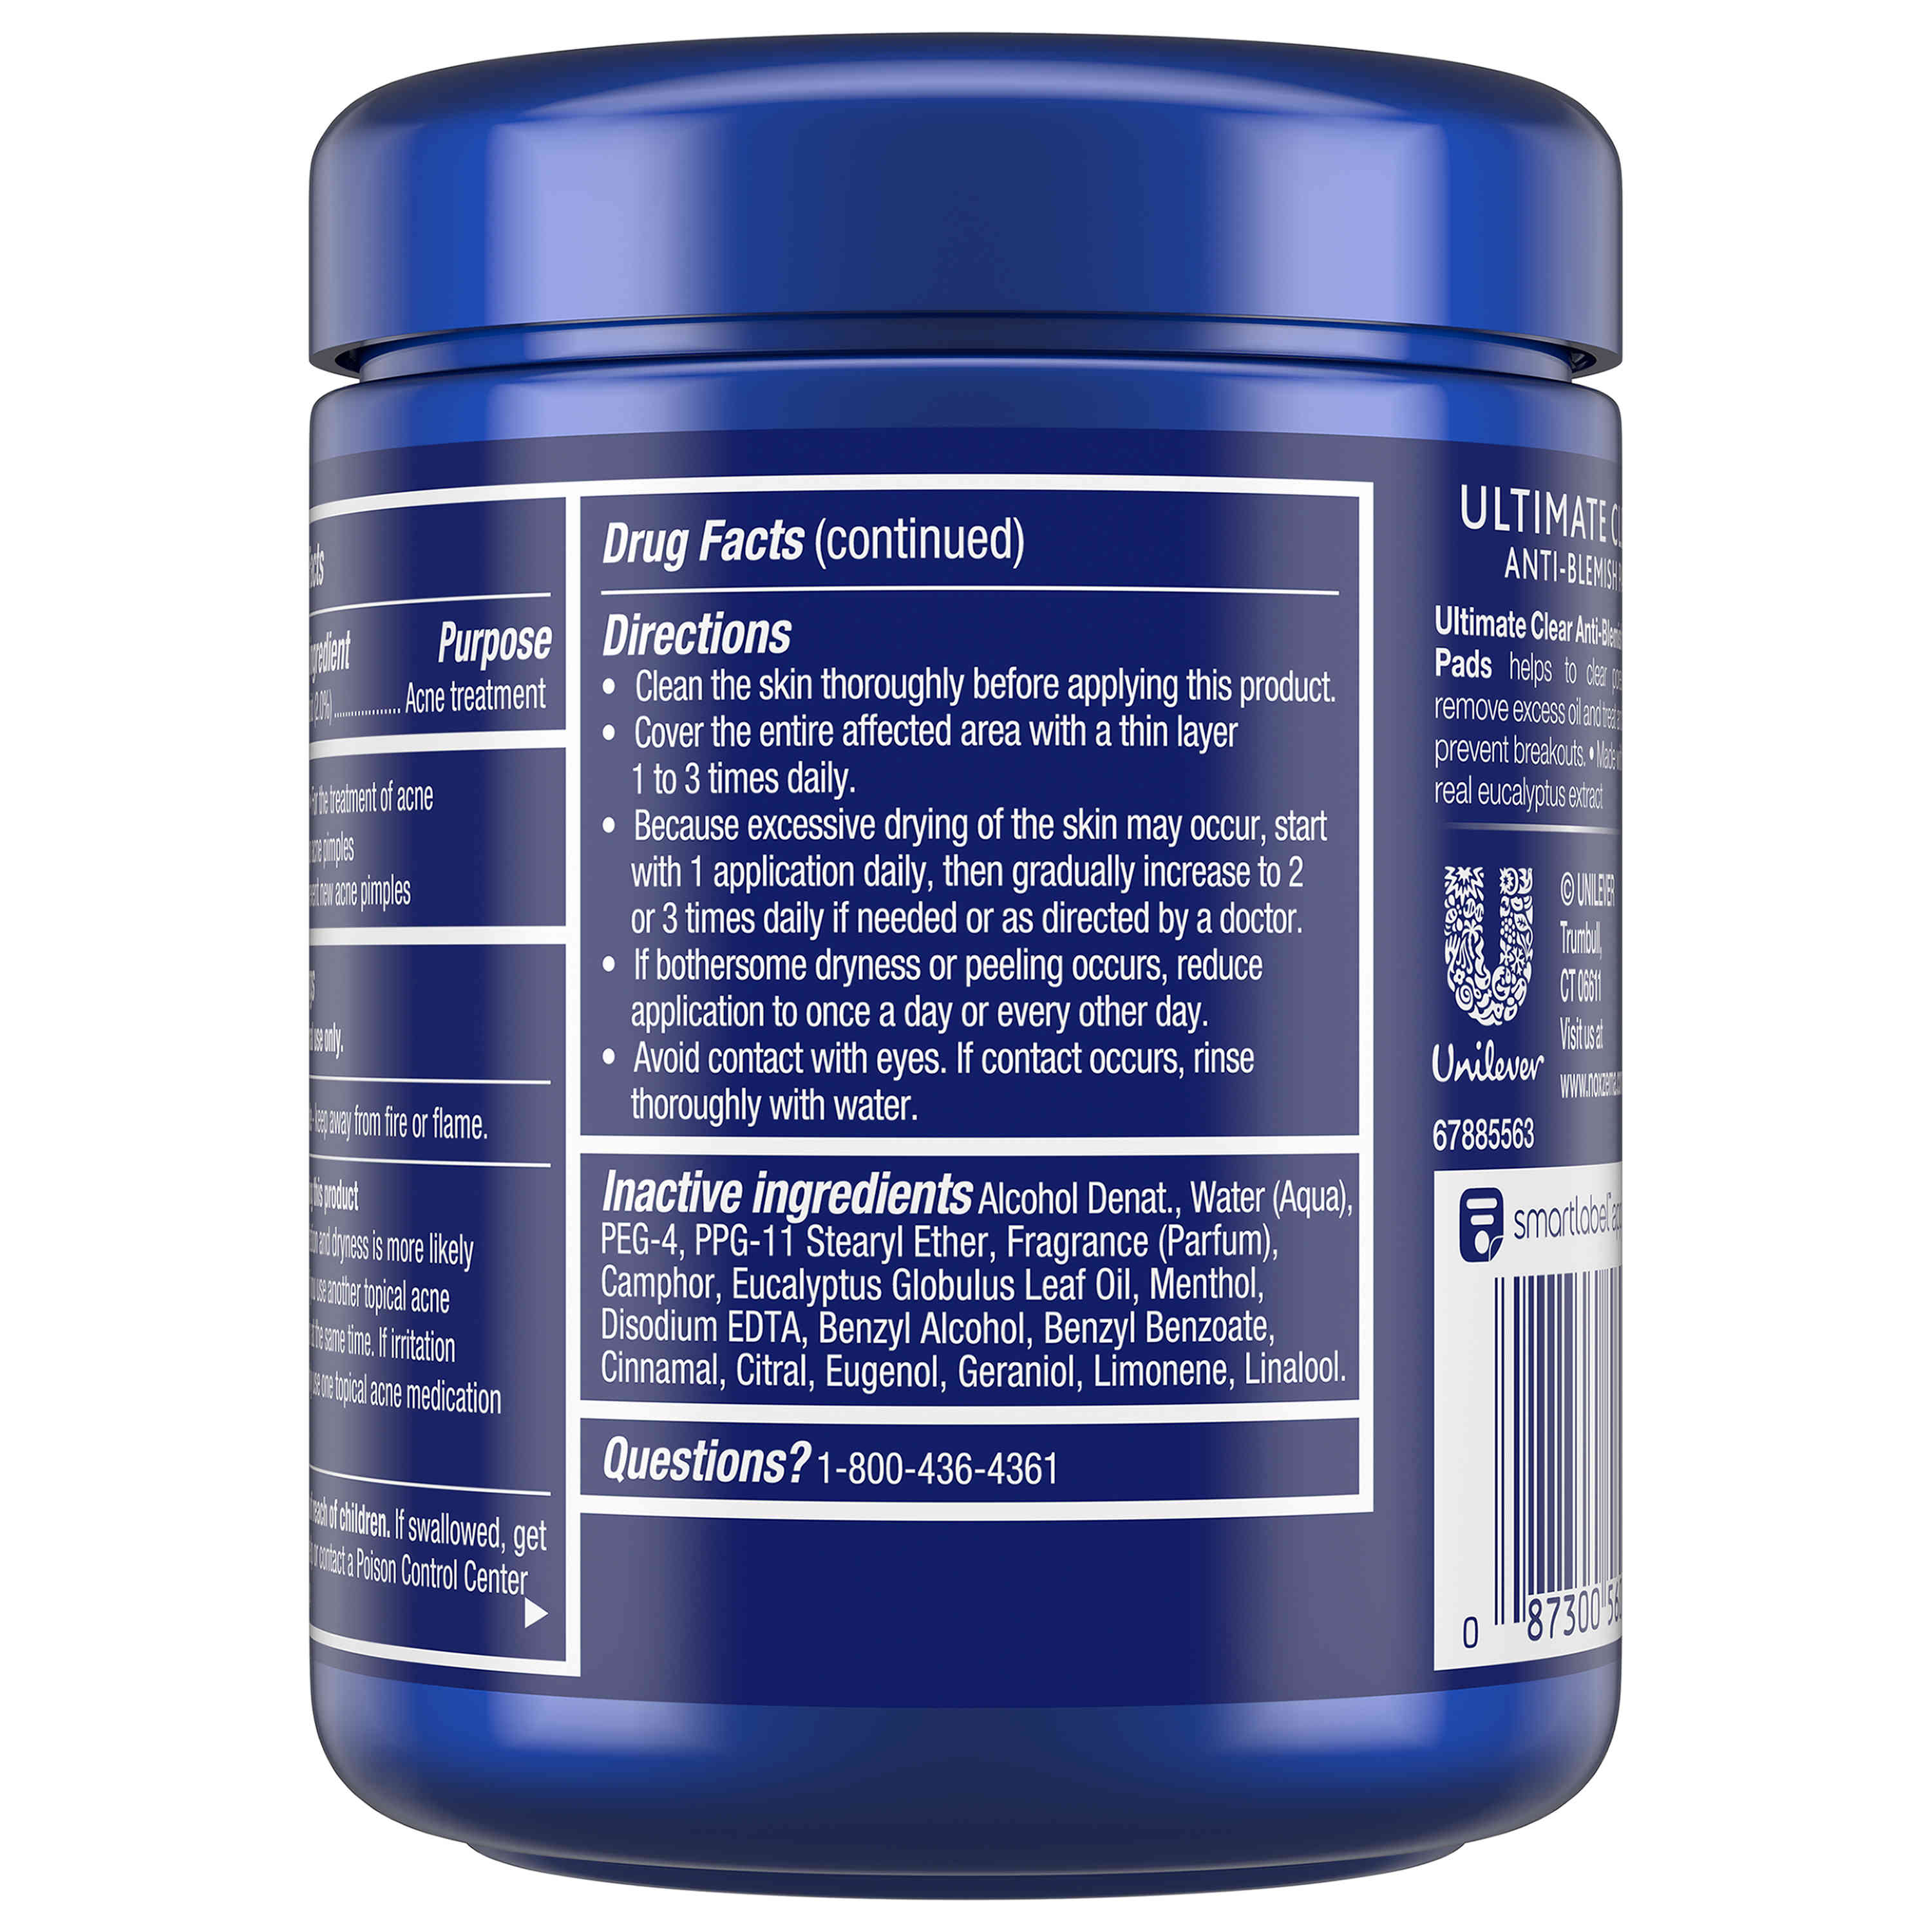 Purpose
(2.0%) .................. Acne treatment
the treatment of acne
acne pimples
new acne pimples
use only.
keep away from fire or flame.
this product
and dryness is more likely
use another topical acne
at the same time. If irritation
use one topical acne medication
reach of children. If swallowed, get
or contact a Poison Control Center
Drug Facts (continued)
Directions
• Clean the skin thoroughly before applying this product.
• Cover the entire affected area with a thin layer
1 to 3 times daily.
• Because excessive drying of the skin may occur, start
with 1 application daily, then gradually increase to 2
or 3 times daily if needed or as directed by a doctor.
• If bothersome dryness or peeling occurs, reduce
application to once a day or every other day.
• Avoid contact with eyes. If contact occurs, rinse
thoroughly with water.
Inactive ingredients Alcohol Denat., Water (Aqua),
PEG-4, PPG-11 Stearyl Ether, Fragrance (Parfum),
Camphor, Eucalyptus Globulus Leaf Oil, Menthol,
Disodium EDTA, Benzyl Alcohol, Benzyl Benzoate,
Cinnamal, Citral, Eugenol, Geraniol, Limonene, Linalool.
Questions? 1-800-436-4361
ULTIMATE
ANTI-BLEMISH
Ultimate Clear Anti-Blemish
Pads helps to clear
remove excess oil and treat
prevent breakouts. • Made
real eucalyptus extract
Unilever
© UNILEVER
Trumbull,
CT 06611
Visit us at
67885563
smartlabel™
0 87300